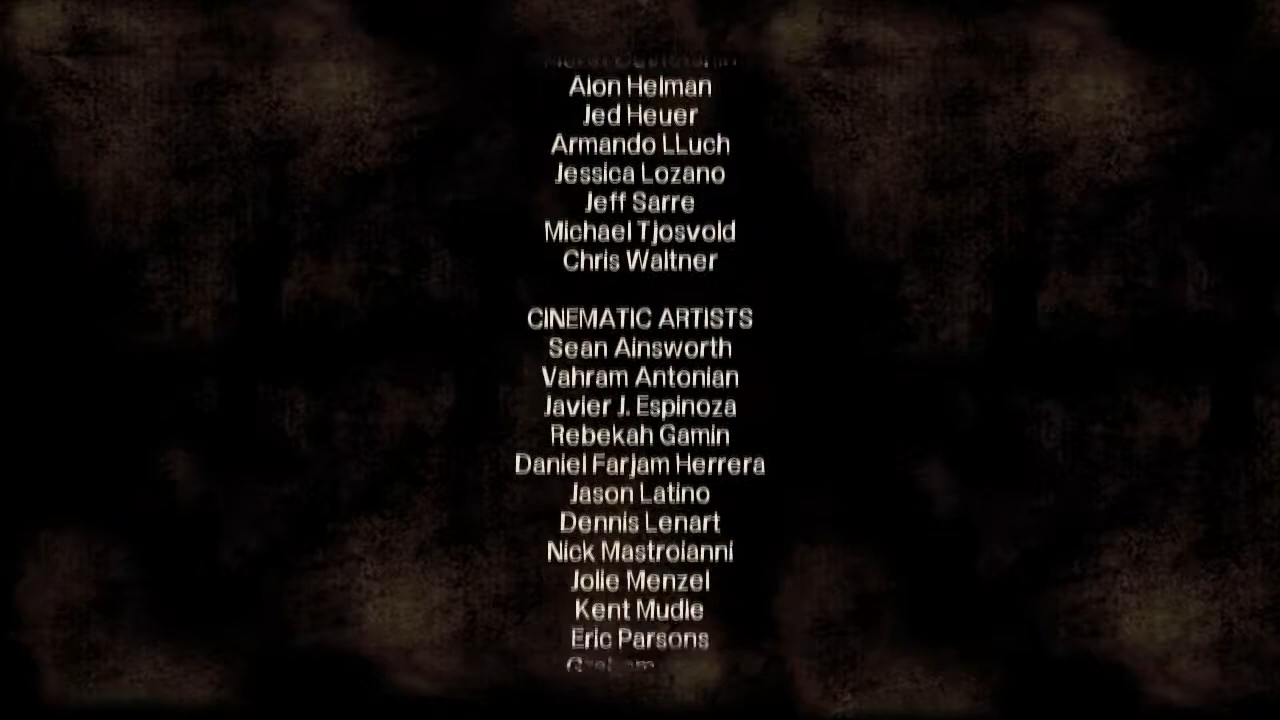 Alon Helman
Jed Heuer
Armando LLuch
Jessica Lozano
Jeff Sarre
Michael Tjosvold
Chris Waltner
CINEMATIC ARTISTS
Sean Ainsworth
Vahram Antonian
Javier J. Espinoza
Rebekah Gamin
Daniel Farjam Herrera
Jason Latino
Dennis Lenart
Nick Mastroianni
Jolie Menzel
Kent Mudle
Eric Parsons